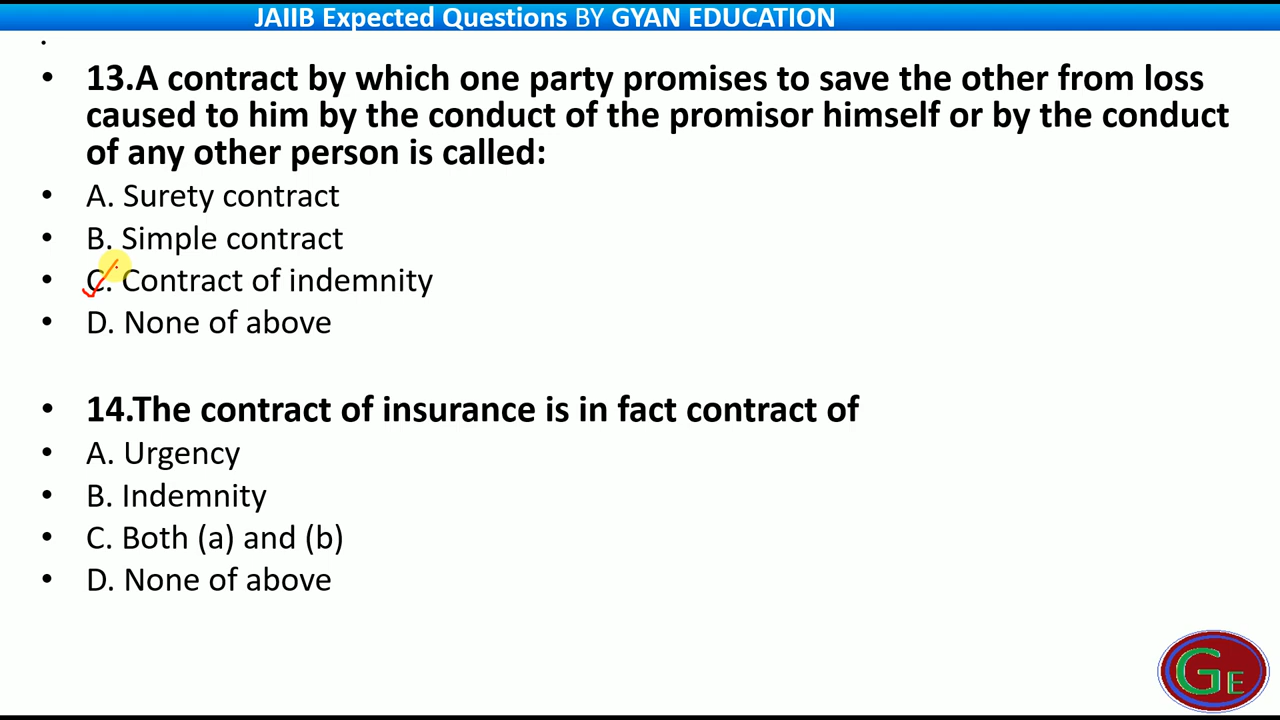 JAIIB Expected Questions BY GYAN EDUCATION
• 13.A contract by which one party promises to save the other from loss
caused to him by the conduct of the promisor himself or by the conduct
of any other person is called:
• A. Surety contract
• B. Simple contract
• C. Contract of indemnity
• D. None of above
• 14.The contract of insurance is in fact contract of
• A. Urgency
• B. Indemnity
• C. Both (a) and (b)
• D. None of above
GE